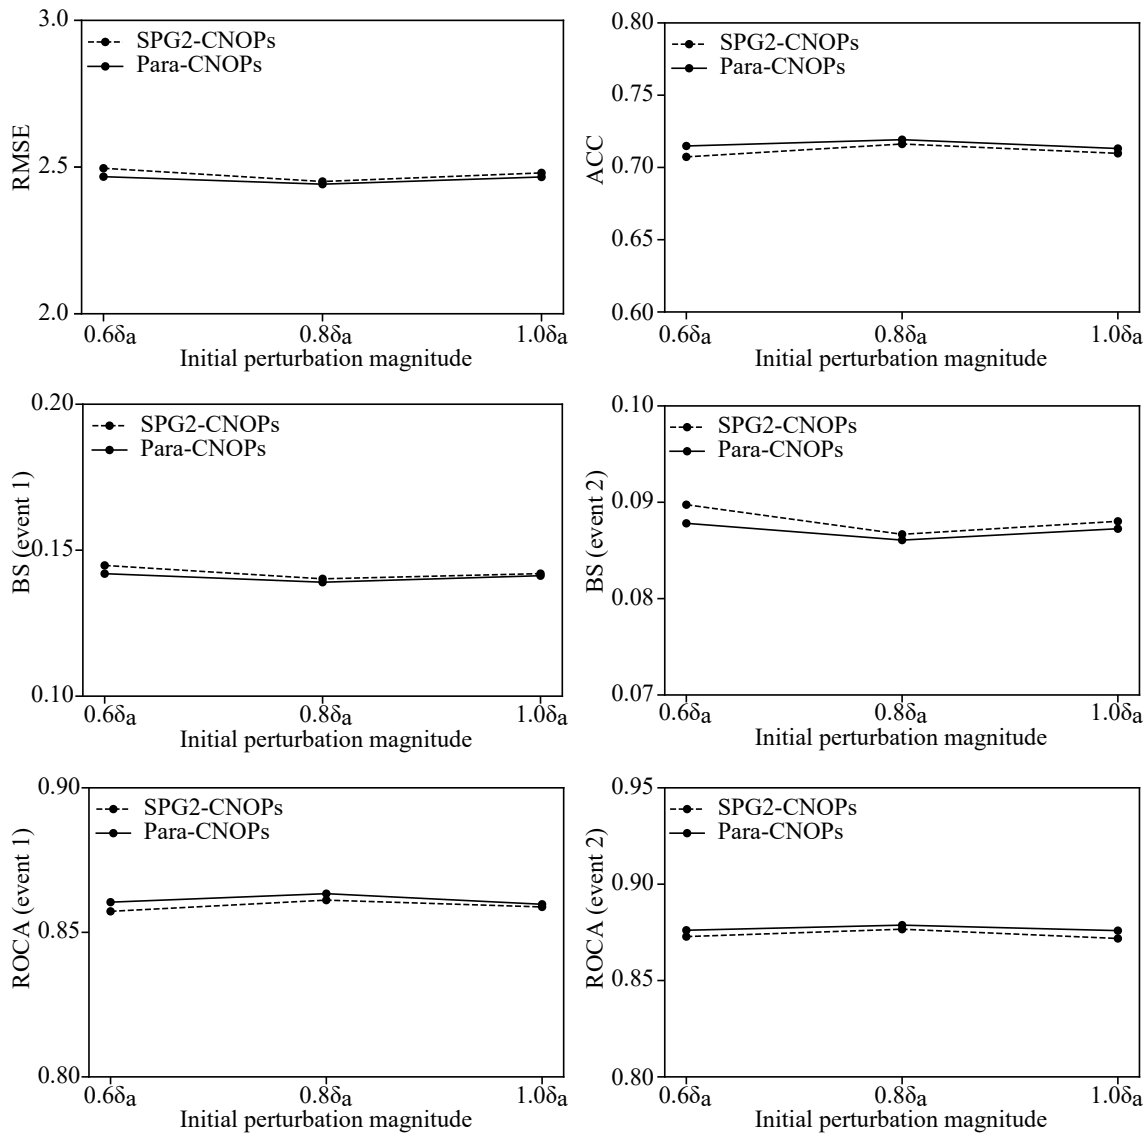 3.0
SPG2-CNOPs
Para-CNOPs
RMSE
2.5
2.0
0.6δa
0.8δa
1.0δa
Initial perturbation magnitude
0.80
SPG2-CNOPs
Para-CNOPs
0.75
ACC
0.70
0.65
0.60
0.6δa
0.8δa
1.0δa
Initial perturbation magnitude
0.20
SPG2-CNOPs
Para-CNOPs
BS (event 1)
0.15
0.10
0.6δa
0.8δa
1.0δa
Initial perturbation magnitude
0.10
SPG2-CNOPs
Para-CNOPs
0.09
BS (event 2)
0.08
0.07
0.6δa
0.8δa
1.0δa
Initial perturbation magnitude
0.90
SPG2-CNOPs
Para-CNOPs
ROCA (event 1)
0.85
0.80
0.6δa
0.8δa
1.0δa
Initial perturbation magnitude
0.95
SPG2-CNOPs
Para-CNOPs
0.90
ROCA (event 2)
0.85
0.80
0.6δa
0.8δa
1.0δa
Initial perturbation magnitude